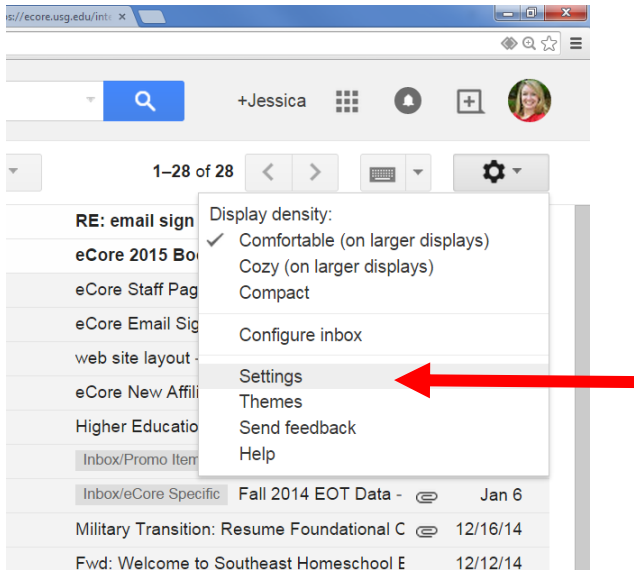 ps://ecore.usg.edu/inte ×
+Jessica
1–28 of 28
Display density:
RE: email sign
✓ Comfortable (on larger displays)
eCore 2015 Bo
Cozy (on larger displays)
eCore Staff Pag
Compact
eCore Email Sig
Configure inbox
web site layout -
Settings
eCore New Affili
Themes
Higher Educatio
Send feedback
Inbox/Promo Item
Help
Inbox/eCore Specific Fall 2014 EOT Data - Jan 6
Military Transition: Resume Foundational C 12/16/14
Fwd: Welcome to Southeast Homeschool E 12/12/14